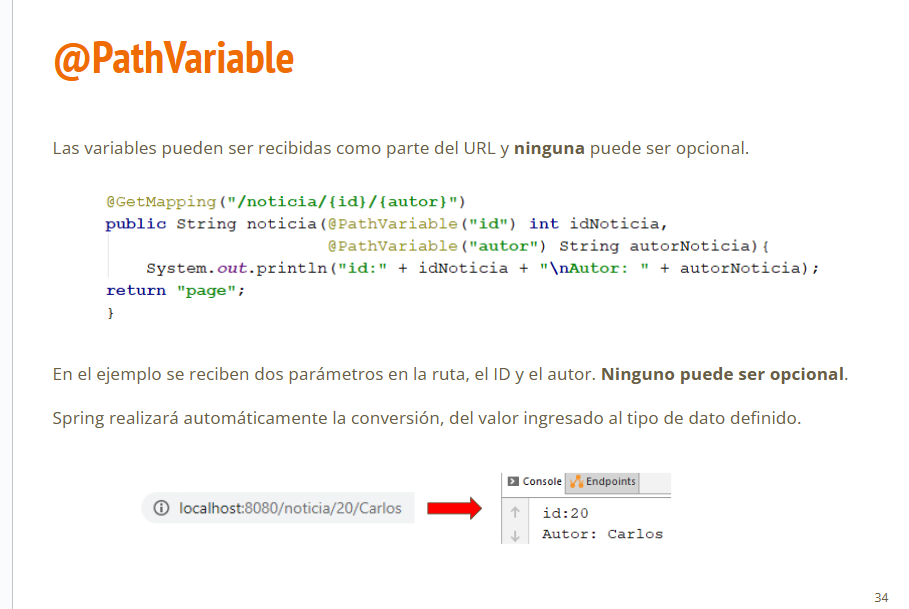 @PathVariable
Las variables pueden ser recibidas como parte del URL y ninguna puede ser opcional.
@GetMapping("/noticia/{id}/{autor}")
public String noticia(@PathVariable("id") int idNoticia,
@PathVariable("autor") String autorNoticia){
System.out.println("id:" + idNoticia + "\nAutor: " + autorNoticia);
return "page";
}
En el ejemplo se reciben dos parámetros en la ruta, el ID y el autor. Ninguno puede ser opcional.
Spring realizará automáticamente la conversión, del valor ingresado al tipo de dato definido.
localhost:8080/noticia/20/Carlos
Console Endpoints
id:20
Autor: Carlos
34